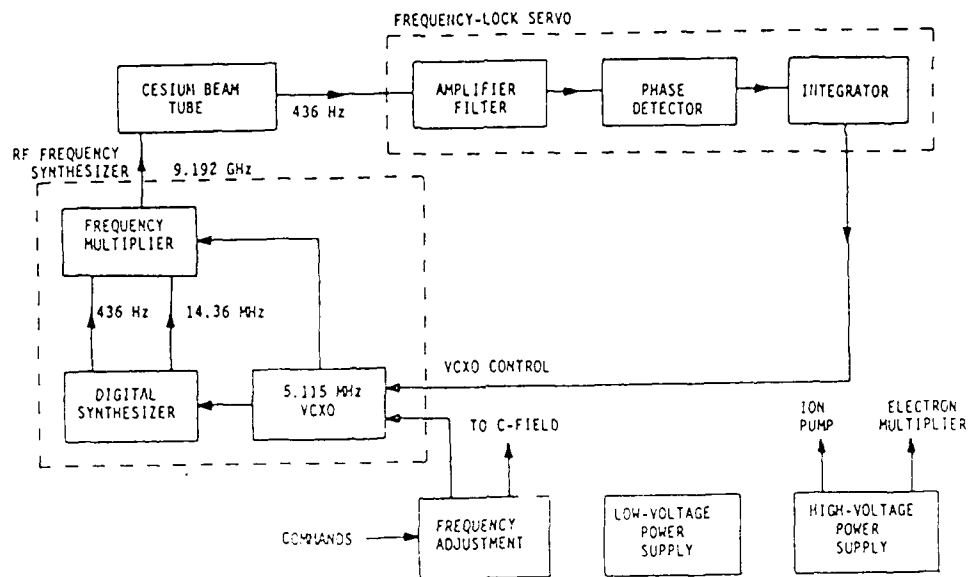 FREQUENCY-LOCK SERVO
CESIUM BEAM
TUBE
436 Hz
AMPLIFIER
FILTER
PHASE
DETECTOR
INTEGRATOR
RF FREQUENCY
SYNTHESIZER
9.192 GHz
FREQUENCY
MULTIPLIER
436 Hz
14.36 MHz
DIGITAL
SYNTHESIZER
5.115 MHz
VCXO
VCXO CONTROL
TO C-FIELD
ION
PUMP
ELECTRON
MULTIPLIER
COMMANDS
FREQUENCY
ADJUSTMENT
LOW-VOLTAGE
POWER
SUPPLY
HIGH-VOLTAGE
POWER
SUPPLY